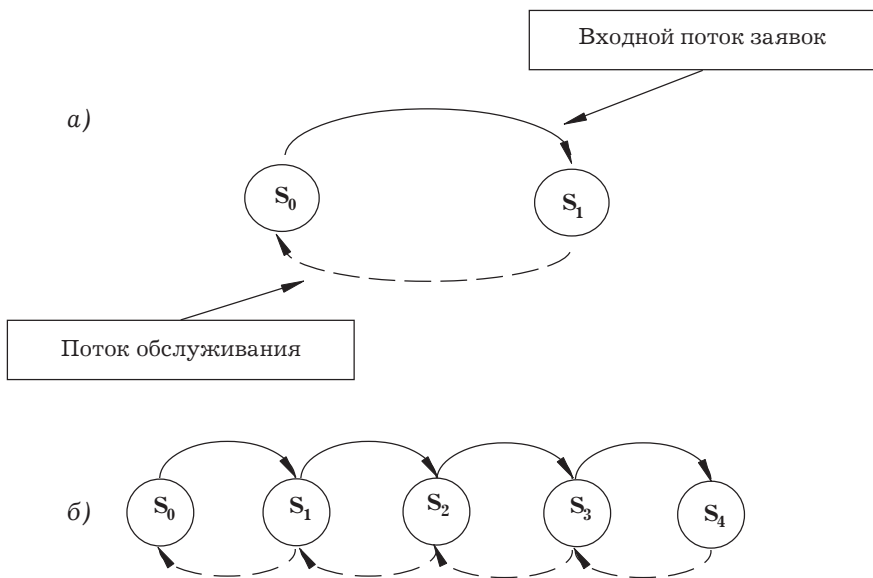 Входной поток заявок
а)
S₀
S₁
Поток обслуживания
б)
S₀ S₁ S₂ S₃ S₄